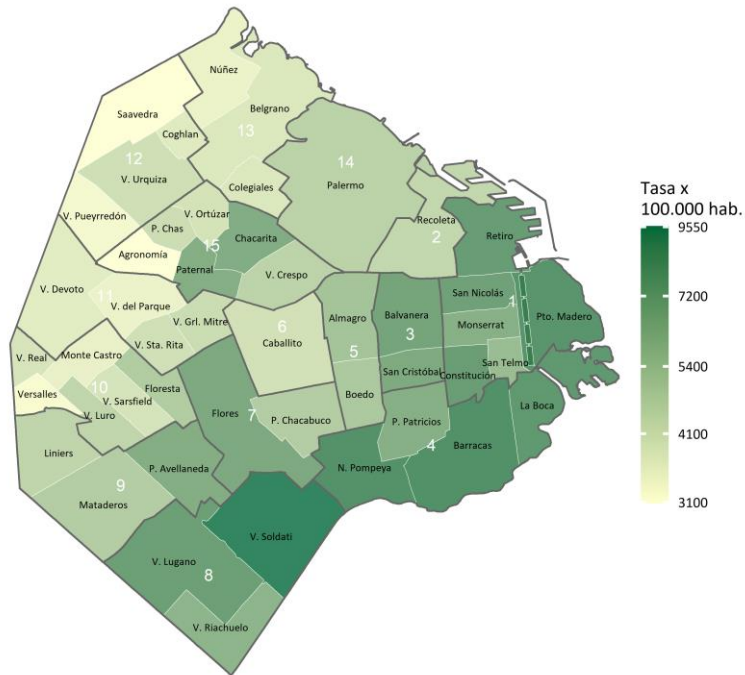 Núñez
Saavedra
Belgrano
Coghlan
13
12
V. Urquiza
14
Colegiales
Palermo
V. Pueyrredón
V. Ortúzar
P. Chas
Recoleta
Chacarita
2
Retiro
15
Agronomía
Paternal
V. Crespo
V. Devoto
11
V. del Parque
San Nicolás
1
Pto. Madero
V. Grl. Mitre
Almagro
Balvanera
6
Monserrat
3
Caballito
5
V. Real
Monte Castro
V. Sta. Rita
San Telmo
San Cristóbal
Constitución
Versalles
10
Floresta
V. Sarsfield
Boedo
La Boca
V. Luro
Flores
7
P. Chacabuco
P. Patricios
4
Barracas
Liniers
P. Avellaneda
N. Pompeya
9
Mataderos
V. Soldati
V. Lugano
8
V. Riachuelo
Tasa x
100.000 hab.
9550
7200
5400
4100
3100